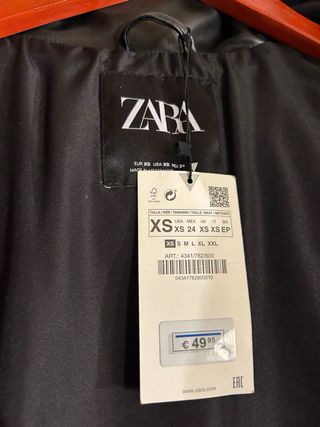 ZARA
EUR XS USA XS MEX 24
TALLA / SIZE / TAMANHO / TAILLE / MAAT / MĒRSEDE
USA MEX UK IT BR
XS XS 24 XS XS EP
XS S M L XL XXL
ART.: 4341/782/800
04341782800010
€ 49 95
www.zara.com
EAC